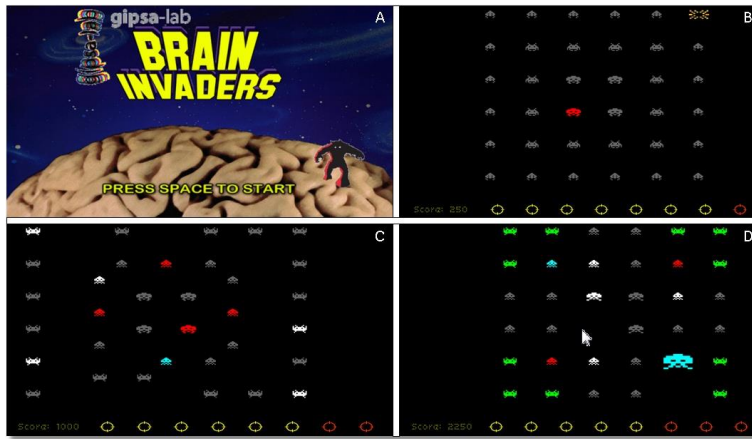 gipsa-lab
A
BRAIN
INVADERS
PRESS SPACE TO START
B
Score: 250
C
Score: 1000
D
Score: 2250